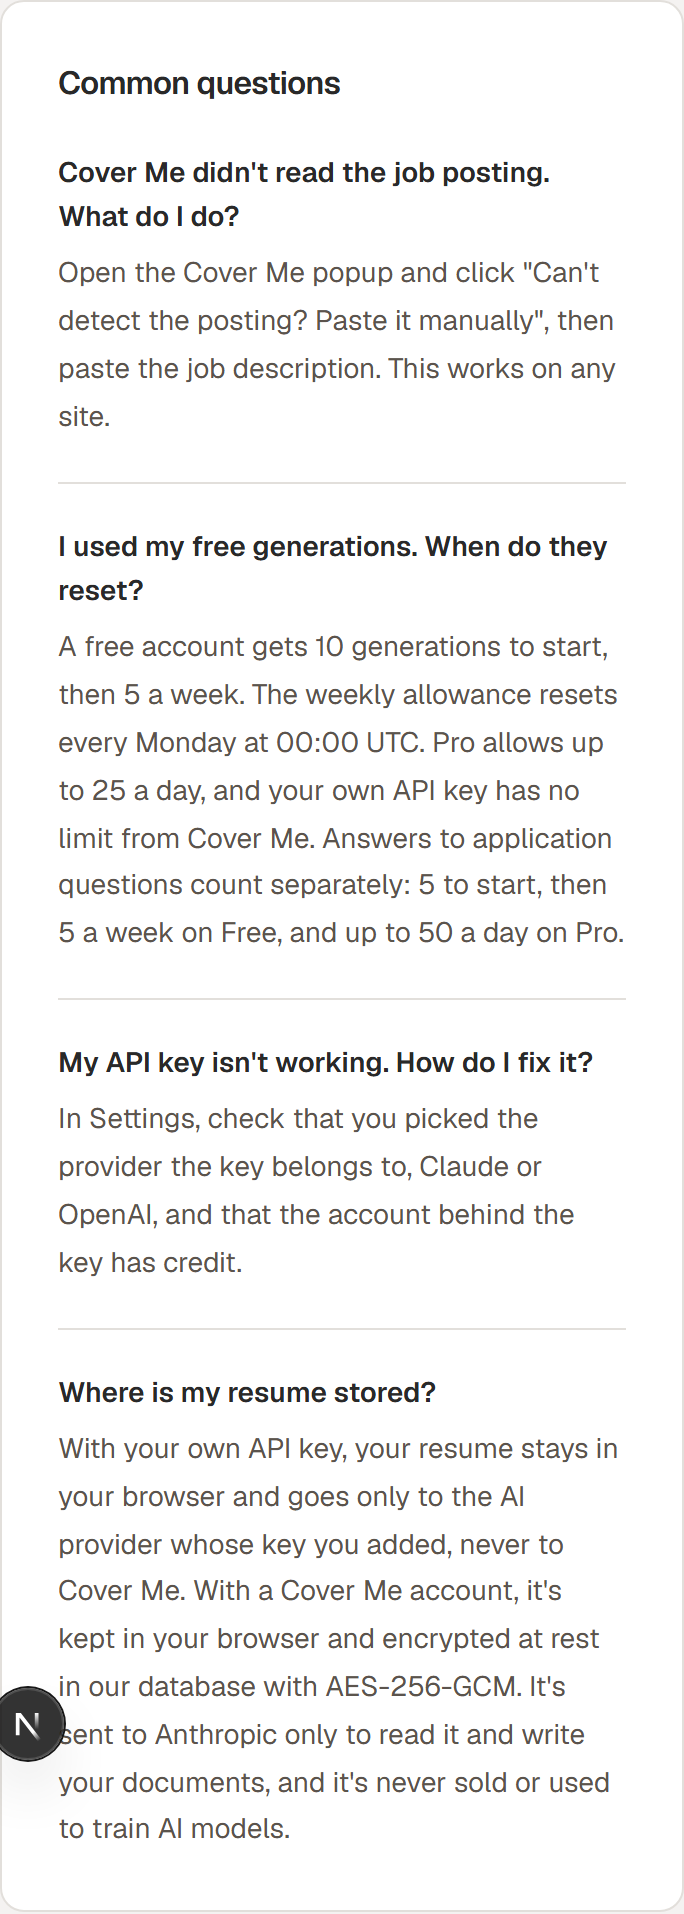 Common questions
Cover Me didn't read the job posting.
What do I do?
Open the Cover Me popup and click "Can't
detect the posting? Paste it manually", then
paste the job description. This works on any
site.
I used my free generations. When do they
reset?
A free account gets 10 generations to start,
then 5 a week. The weekly allowance resets
every Monday at 00:00 UTC. Pro allows up
to 25 a day, and your own API key has no
limit from Cover Me. Answers to application
questions count separately: 5 to start, then
5 a week on Free, and up to 50 a day on Pro.
My API key isn't working. How do I fix it?
In Settings, check that you picked the
provider the key belongs to, Claude or
OpenAI, and that the account behind the
key has credit.
Where is my resume stored?
With your own API key, your resume stays in
your browser and goes only to the AI
provider whose key you added, never to
Cover Me. With a Cover Me account, it's
kept in your browser and encrypted at rest
in our database with AES-256-GCM. It's
N
sent to Anthropic only to read it and write
your documents, and it's never sold or used
to train AI models.